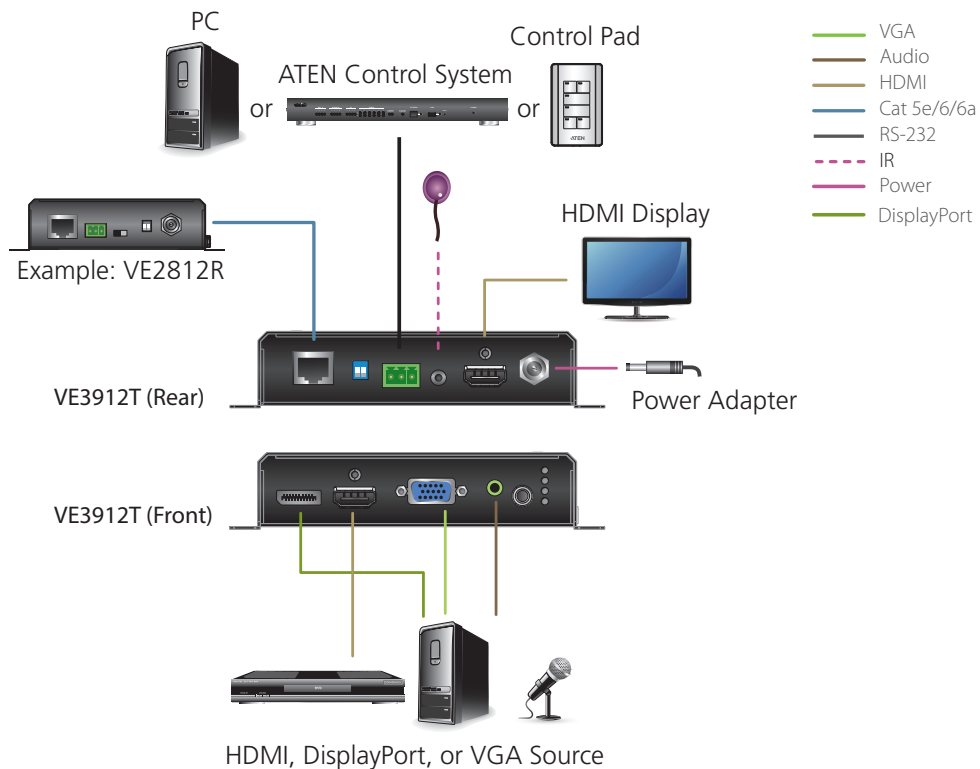 PC
ATEN Control System
Control Pad
or
or
ATEN
VGA
Audio
HDMI
Cat 5e/6/6a
RS-232
IR
Power
DisplayPort
HDMI Display
Example: VE2812R
VE3912T (Rear)
Power Adapter
VE3912T (Front)
HDMI, DisplayPort, or VGA Source